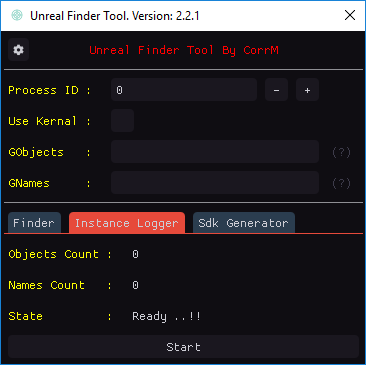 Unreal Finder Tool. Version: 2.2.1
Unreal Finder Tool By CorrM
Process ID : 0 - +
Use Kernal :
GObjects : (?)
GNames : (?)
Finder Instance Logger Sdk Generator
Objects Count : 0
Names Count : 0
State : Ready ..!!
Start